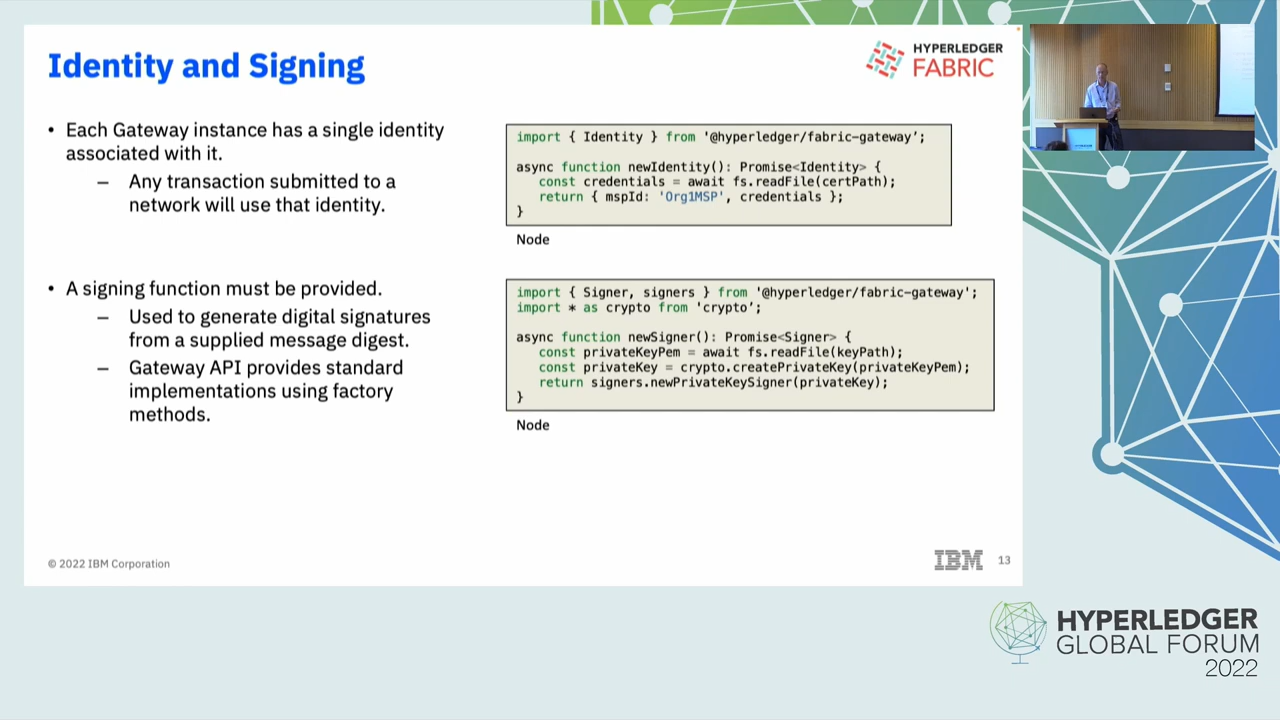 Identity and Signing
HYPERLEDGER
FABRIC
• Each Gateway instance has a single identity
associated with it.
– Any transaction submitted to a
network will use that identity.
import { Identity } from '@hyperledger/fabric-gateway’;
async function newIdentity(): Promise<Identity> {
const credentials = await fs.readFile(certPath);
return { mspId: 'Org1MSP', credentials };
}
Node
• A signing function must be provided.
– Used to generate digital signatures
from a supplied message digest.
– Gateway API provides standard
implementations using factory
methods.
import { Signer, signers } from '@hyperledger/fabric-gateway';
import * as crypto from 'crypto’;
async function newSigner(): Promise<Signer> {
const privateKeyPem = await fs.readFile(keyPath);
const privateKey = crypto.createPrivateKey(privateKeyPem);
return signers.newPrivateKeySigner(privateKey);
}
Node
© 2022 IBM Corporation
IBM
13
HYPERLEDGER
GLOBAL FORUM
2022